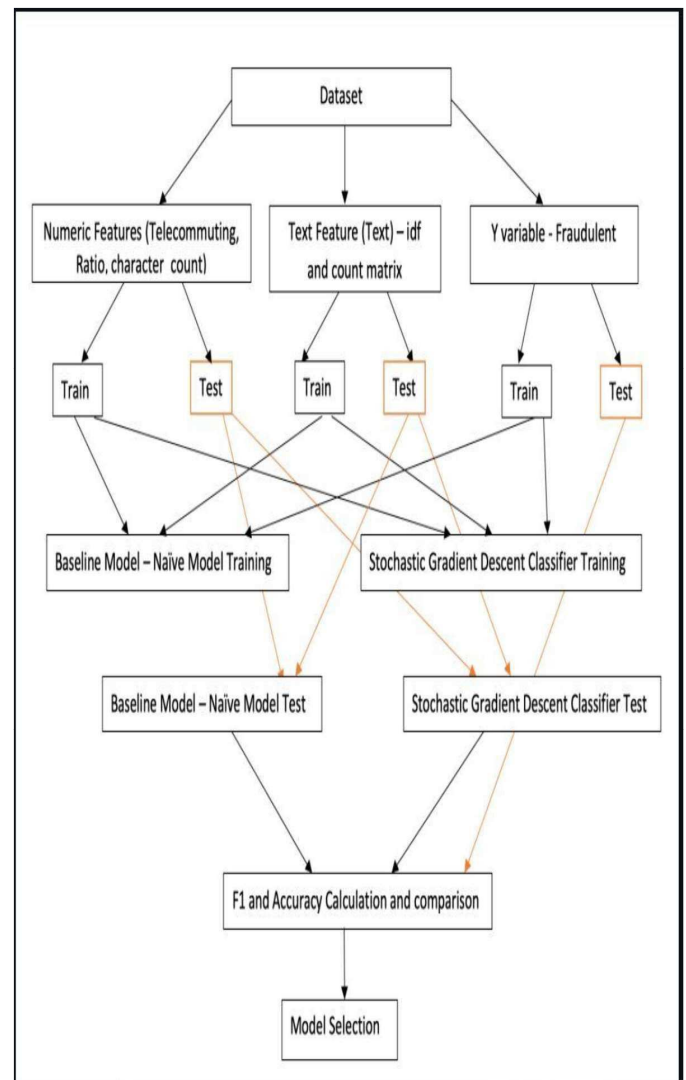 Dataset
Numeric Features (Telecommuting,
Ratio, character count)
Text Feature (Text) – idf
and count matrix
Y variable - Fraudulent
Train
Test
Train
Test
Train
Test
Baseline Model – Naïve Model Training
Stochastic Gradient Descent Classifier Training
Baseline Model – Naïve Model Test
Stochastic Gradient Descent Classifier Test
F1 and Accuracy Calculation and comparison
Model Selection